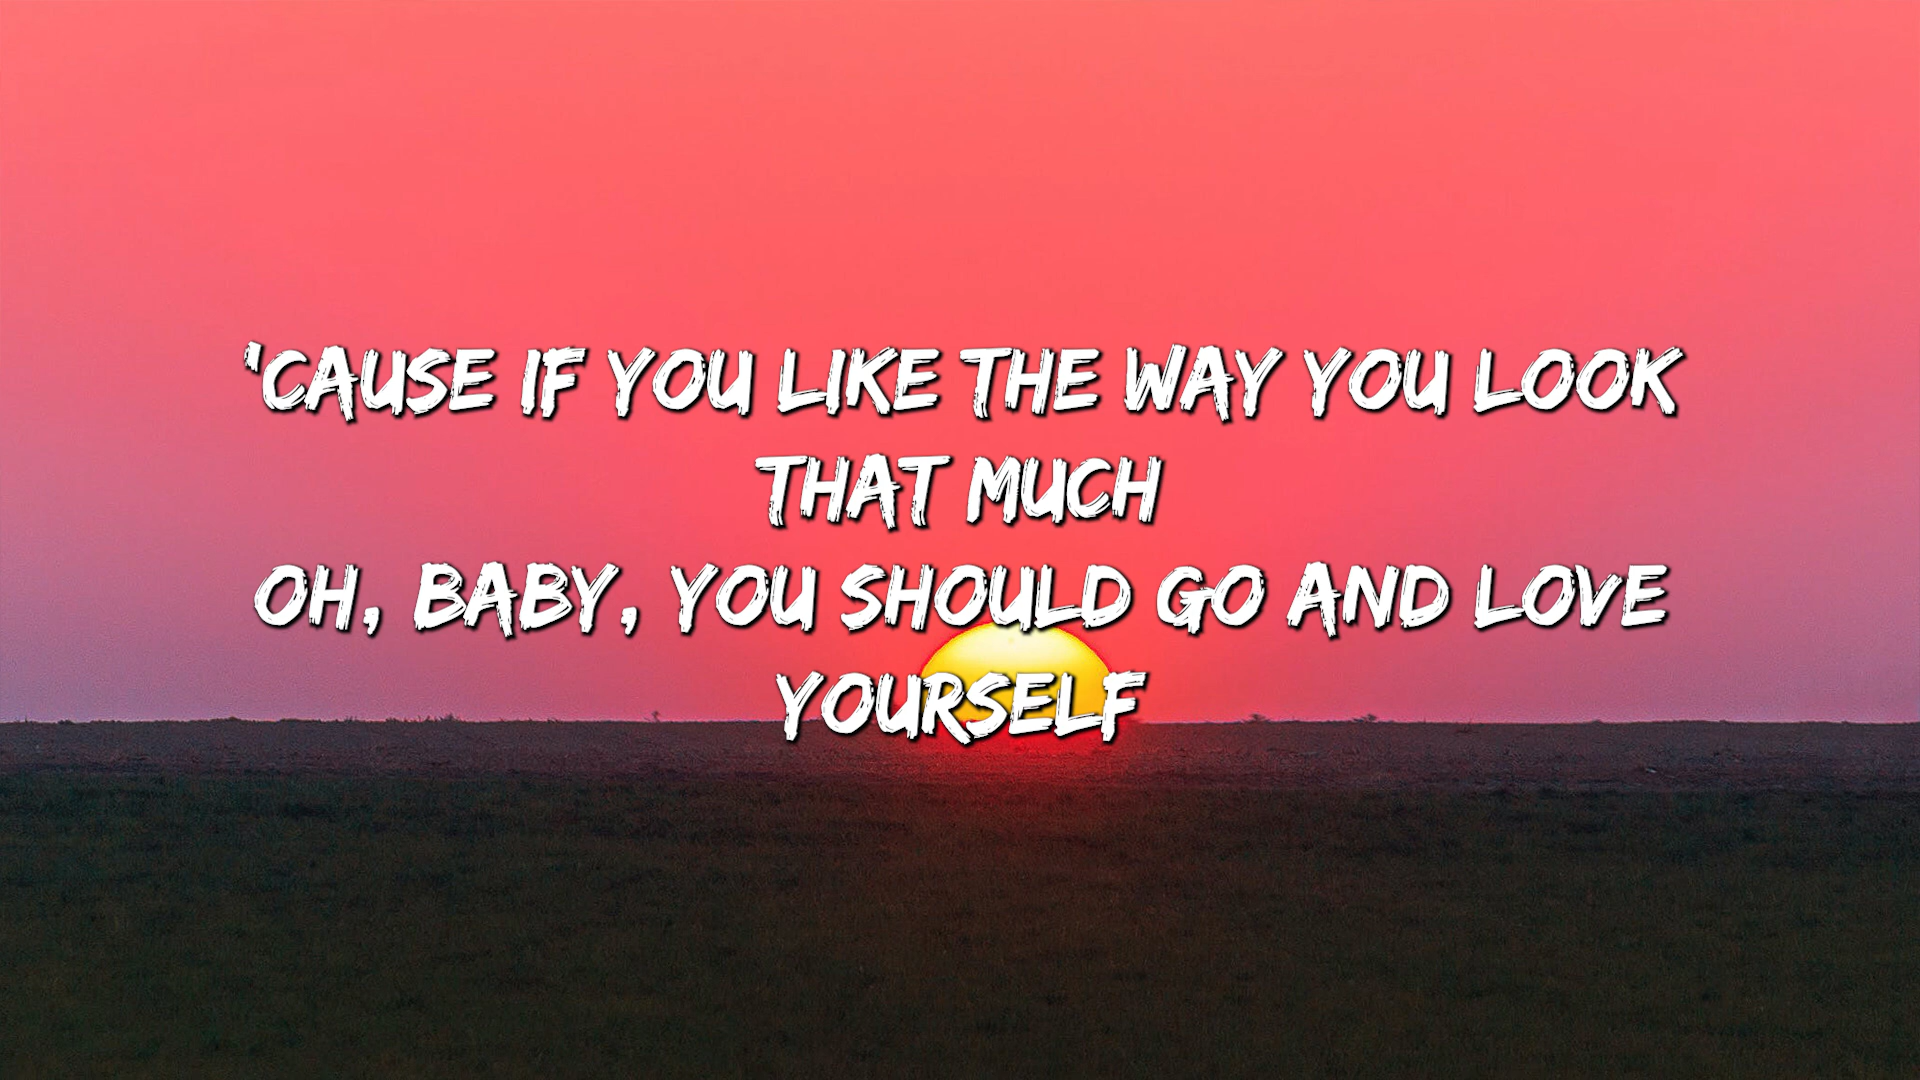 'CAUSE IF YOU LIKE THE WAY YOU LOOK
THAT MUCH
OH, BABY, YOU SHOULD GO AND LOVE
YOURSELF